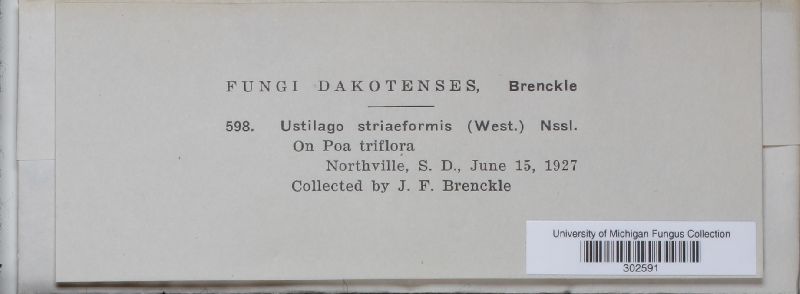 FUNGI DAKOTENSES, Brenckle
598. Ustilago striaeformis (West.) Nssl.
On Poa triflora
Northville, S. D., June 15, 1927
Collected by J. F. Brenckle
University of Michigan Fungus Collection
302591